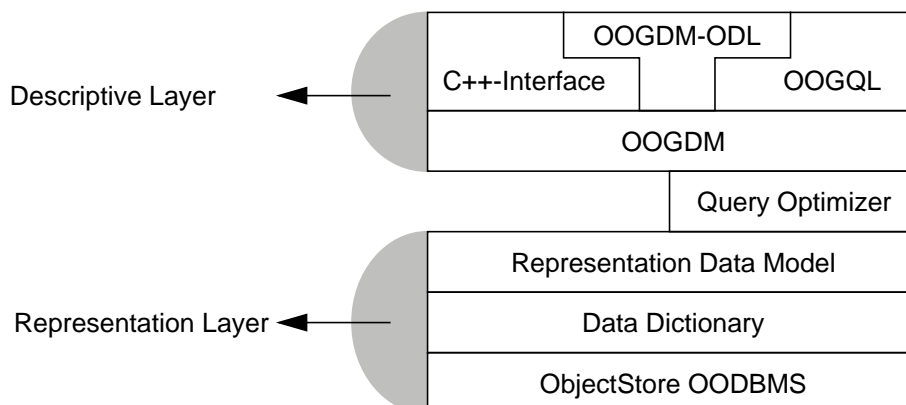 OOGDM-ODL
C++-Interface
OOGQL
Descriptive Layer
OOGDM
Query Optimizer
Representation Data Model
Representation Layer
Data Dictionary
ObjectStore OODBMS